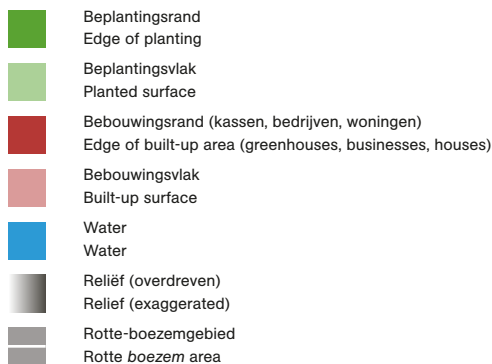 Beplantingsrand
Edge of planting
Beplantingsvlak
Planted surface
Bebouwingsrand (kassen, bedrijven, woningen)
Edge of built-up area (greenhouses, businesses, houses)
Bebouwingsvlak
Built-up surface
Water
Water
Reliëf (overdreven)
Relief (exaggerated)
Rotte-boezemgebied
Rotte boezem area